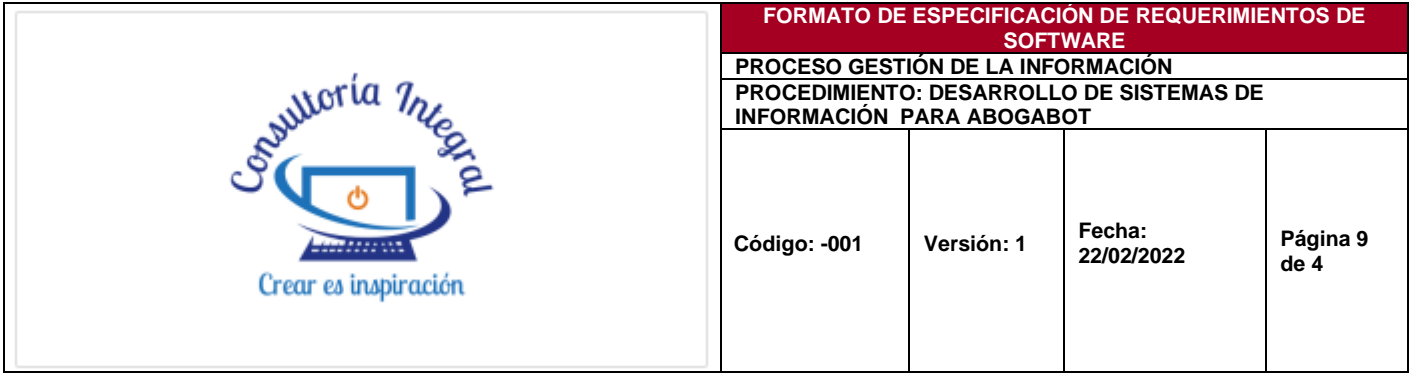 Consultoría Integral
Crear es inspiración
FORMATO DE ESPECIFICACIÓN DE REQUERIMIENTOS DE
SOFTWARE
PROCESO GESTIÓN DE LA INFORMACIÓN
PROCEDIMIENTO: DESARROLLO DE SISTEMAS DE
INFORMACIÓN PARA ABOGABOT
Código: -001
Versión: 1
Fecha:
22/02/2022
Página 9
de 4